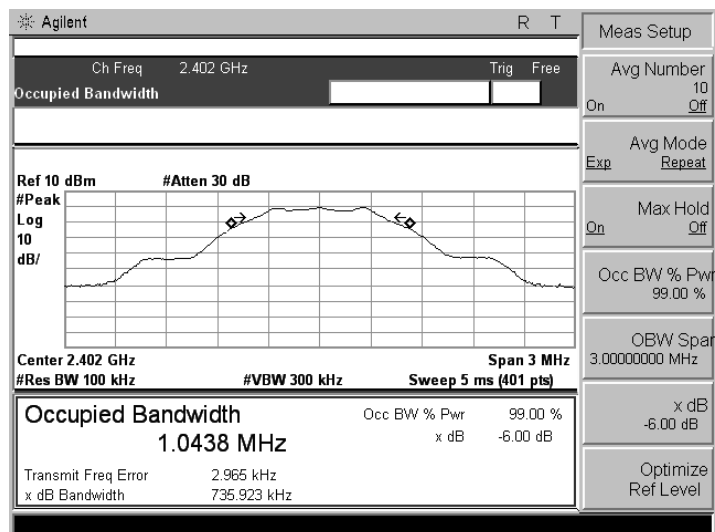 Agilent R T
Ch Freq 2.402 GHz Trig Free
Occupied Bandwidth
Ref 10 dBm #Atten 30 dB
#Peak
Log
10
dB/
Center 2.402 GHz Span 3 MHz
#Res BW 100 kHz #VBW 300 kHz Sweep 5 ms (401 pts)
Occupied Bandwidth
1.0438 MHz
Occ BW % Pwr 99.00 %
x dB -6.00 dB
Transmit Freq Error 2.965 kHz
x dB Bandwidth 735.923 kHz
Meas Setup
Avg Number
10
On Off
Avg Mode
Exp Repeat
Max Hold
On Off
Occ BW % Pwr
99.00 %
OBW Span
3.00000000 MHz
x dB
-6.00 dB
Optimize
Ref Level